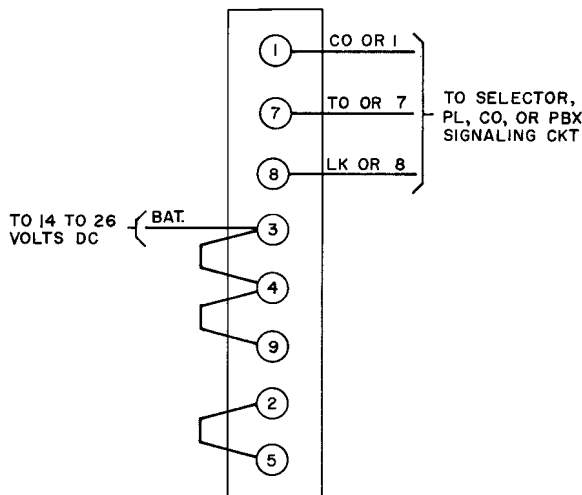 1 CO OR 1
7 TO OR 7
8 LK OR 8
TO SELECTOR,
PL, CO, OR PBX
SIGNALING CKT
TO 14 TO 26
VOLTS DC
BAT.
3
4
9
2
5